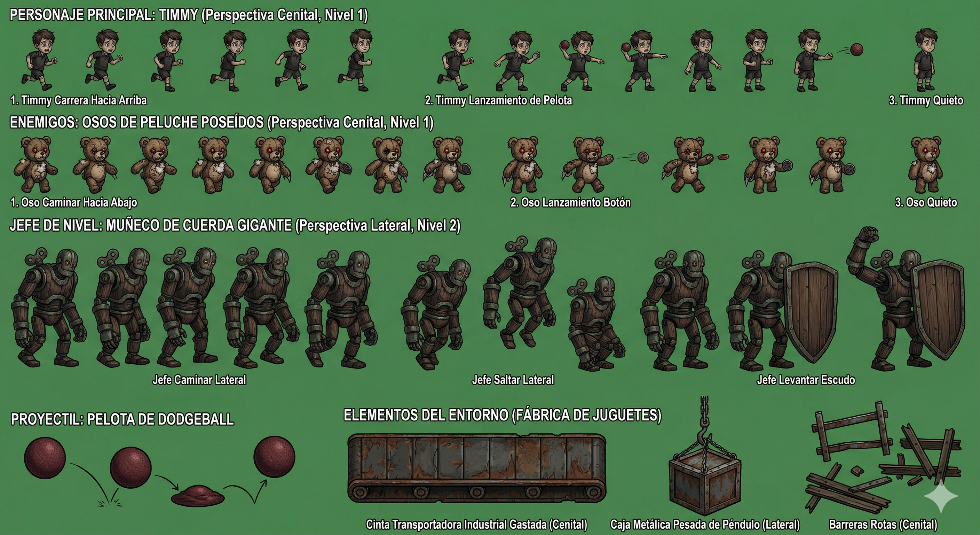 PERSONAJE PRINCIPAL: TIMMY (Perspectiva Cenital, Nivel 1)
1. Timmy Carrera Hacia Arriba
2. Timmy Lanzamiento de Pelota
3. Timmy Quieto
ENEMIGOS: OSOS DE PELUCHE POSEÍDOS (Perspectiva Cenital, Nivel 1)
1. Oso Caminar Hacia Abajo
2. Oso Lanzamiento Botón
3. Oso Quieto
JEFE DE NIVEL: MUÑECO DE CUERDA GIGANTE (Perspectiva Lateral, Nivel 2)
Jefe Caminar Lateral
Jefe Saltar Lateral
Jefe Levantar Escudo
PROYECTIL: PELOTA DE DODGEBALL
ELEMENTOS DEL ENTORNO (FÁBRICA DE JUGUETES)
Cinta Transportadora Industrial Gastada (Cenital)
Caja Metálica Pesada de Péndulo (Lateral)
Barreras Rotas (Cenital)